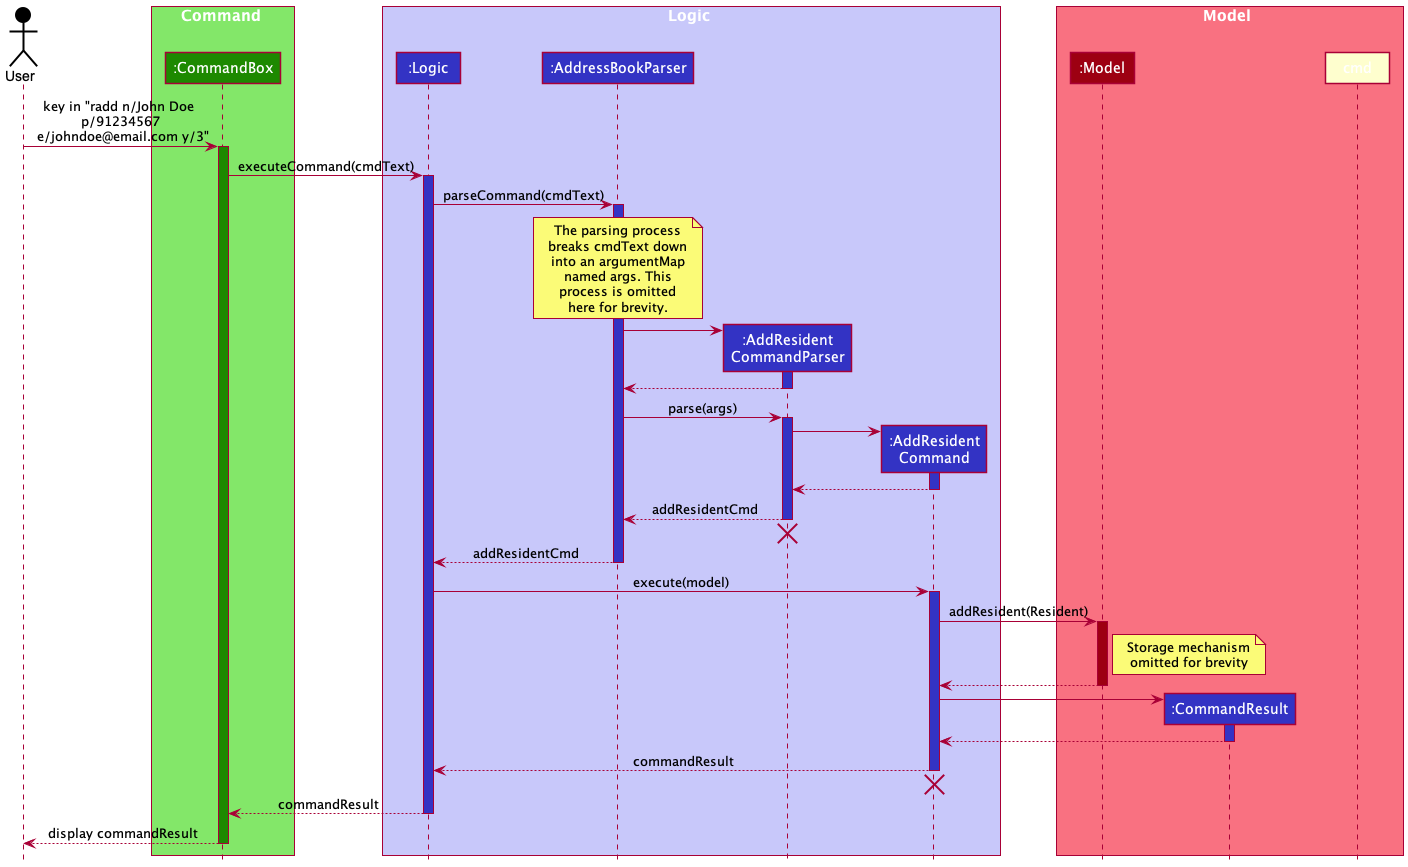 Command
Logic
Model
User
:CommandBox
:Logic
:AddressBookParser
:Model
key in "radd n/John Doe
p/91234567
e/johndoe@email.com y/3"
executeCommand(cmdText)
parseCommand(cmdText)
The parsing process
breaks cmdText down
into an argumentMap
named args. This
process is omitted
here for brevity.
:AddResident
CommandParser
parse(args)
:AddResident
Command
addResidentCmd
addResidentCmd
execute(model)
addResident(Resident)
Storage mechanism
omitted for brevity
:CommandResult
commandResult
commandResult
display commandResult